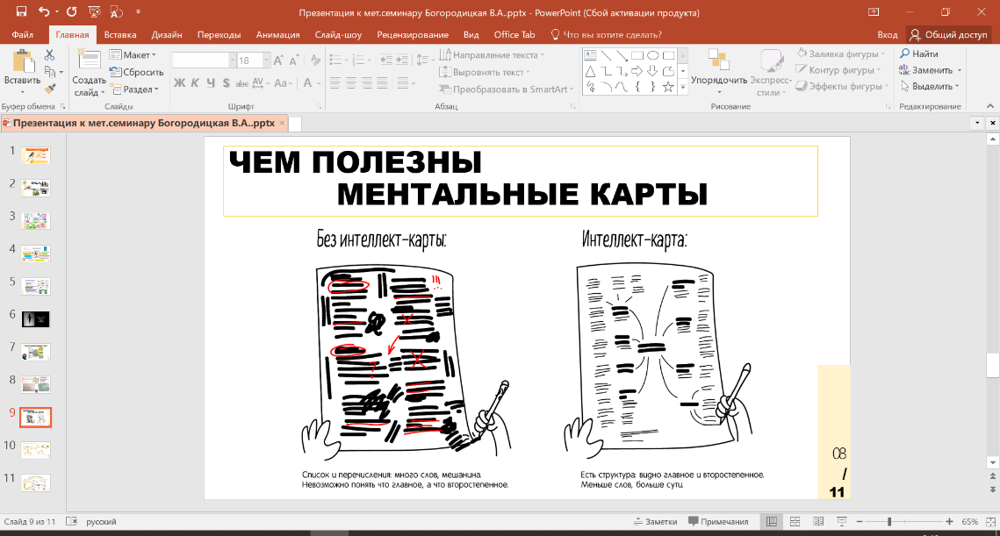 Презентация к мет.семинару Богородицкая В.А..pptx - PowerPoint (Сбой активации продукта)
Файл Главная Вставка Дизайн Переходы Анимация Слайд-шоу Рецензирование Вид Office Tab Что вы хотите сделать? Вход Общий доступ
Вставить
Создать слайд
Макет
Сбросить
Раздел
18
Ж К Ч S abc AV Aa A
Направление текста
Выровнять текст
Преобразовать в SmartArt
Упорядочить
Экспресс-стили
Заливка фигуры
Контур фигуры
Эффекты фигуры
Найти
Заменить
Выделить
Буфер обмена Слайды Шрифт Абзац Рисование Редактирование
Презентация к мет.семинару Богородицкая В.А..pptx
1
2
3
4
5
6
7
8
9
10
11
ЧЕМ ПОЛЕЗНЫ
МЕНТАЛЬНЫЕ КАРТЫ
Без интеллект-карты:
Интеллект-карта:
!!!
?
Список и перечисления: много слов, мешанина.
Невозможно понять что главное, а что второстепенное.
Есть структура: видно главное и второстепенное.
Меньше слов, больше сути.
08
/
11
Слайд 9 из 11 русский Заметки Примечания 65%